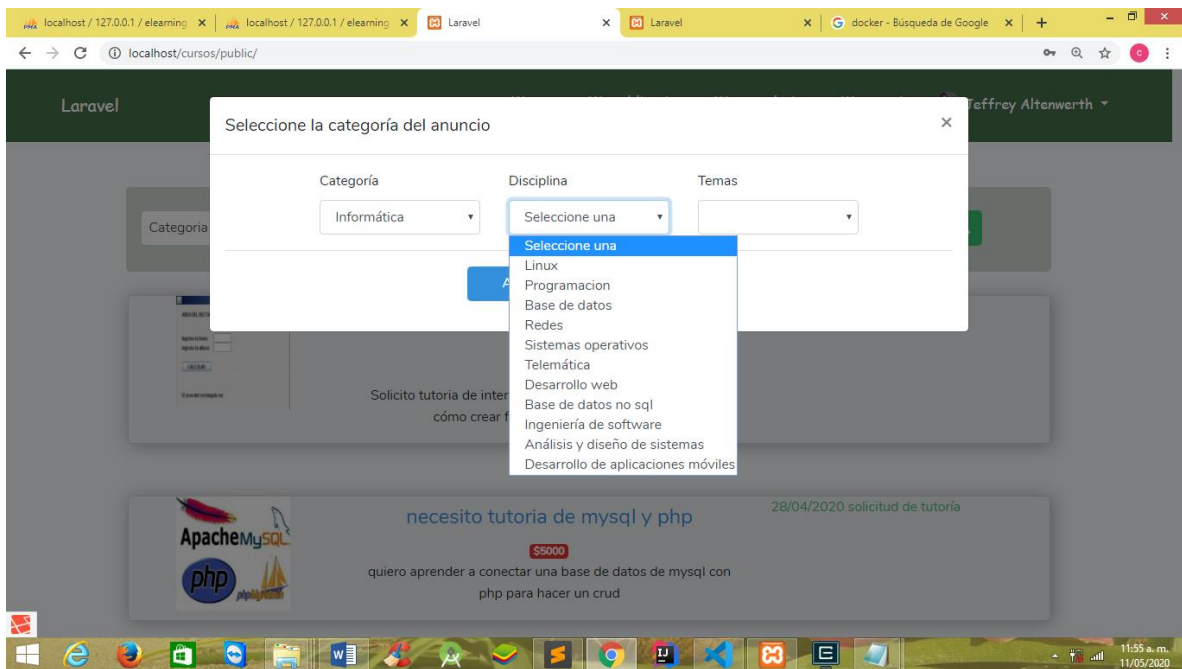 localhost / 127.0.0.1 / elearning
localhost / 127.0.0.1 / elearning
Laravel
Laravel
docker - Búsqueda de Google
localhost/cursos/public/
C
Laravel
Jeffrey Altenwerth
Seleccione la categoría del anuncio
×
Categoría
Disciplina
Temas
Informática
Seleccione una
Categoria
Seleccione una
Linux
Programacion
Base de datos
Redes
Sistemas operativos
Telemática
Desarrollo web
Base de datos no sql
Ingeniería de software
Análisis y diseño de sistemas
Desarrollo de aplicaciones móviles
A
CALCULAR
Solicito tutoria de inter
cómo crear f
necesito tutoria de mysql y php
28/04/2020 solicitud de tutoría
$5000
quiero aprender a conectar una base de datos de mysql con
php para hacer un crud
Apache MySQL
php
11:55 a. m.
11/05/2020